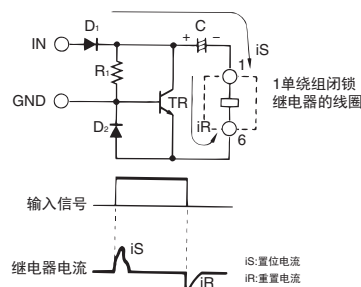 D1
C
IN
+
−
iS
R1
1
1单绕组闭锁
继电器的线圈
GND
TR
D2
iR
6
输入信号
iS
继电器电流
iR
iS:置位电流
iR:重置电流